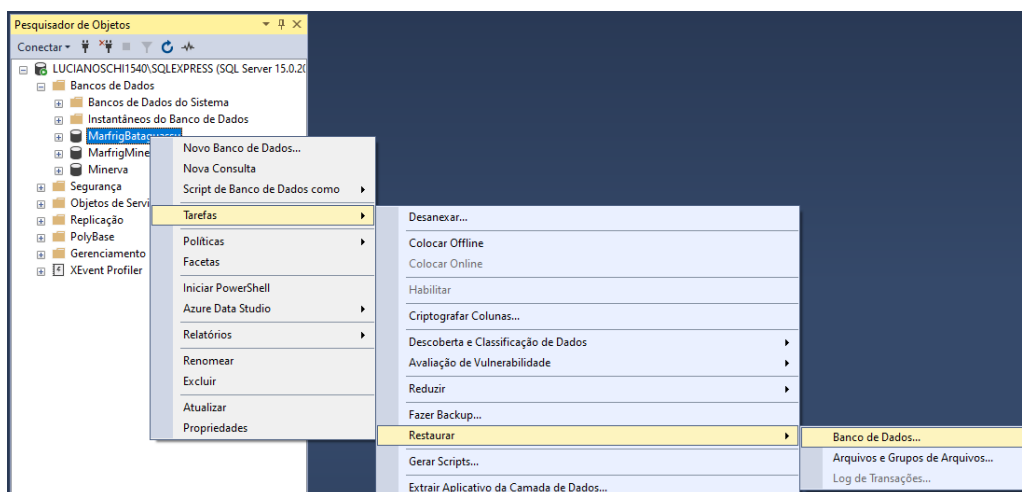 Pesquisador de Objetos
Conectar
LUCIANOSCHI1540\SQLEXPRESS (SQL Server 15.0.20
Bancos de Dados
Bancos de Dados do Sistema
Instantâneos do Banco de Dados
MarfrigBataguassu
MarfrigMine
Minerva
Segurança
Objetos de Servi
Replicação
PolyBase
Gerenciamento
XEvent Profiler
Novo Banco de Dados...
Nova Consulta
Script de Banco de Dados como
Tarefas
Políticas
Facetas
Iniciar PowerShell
Azure Data Studio
Relatórios
Renomear
Excluir
Atualizar
Propriedades
Desanexar...
Colocar Offline
Colocar Online
Habilitar
Criptografar Colunas...
Descoberta e Classificação de Dados
Avaliação de Vulnerabilidade
Reduzir
Fazer Backup...
Restaurar
Gerar Scripts...
Extrair Aplicativo da Camada de Dados...
Banco de Dados...
Arquivos e Grupos de Arquivos...
Log de Transações...